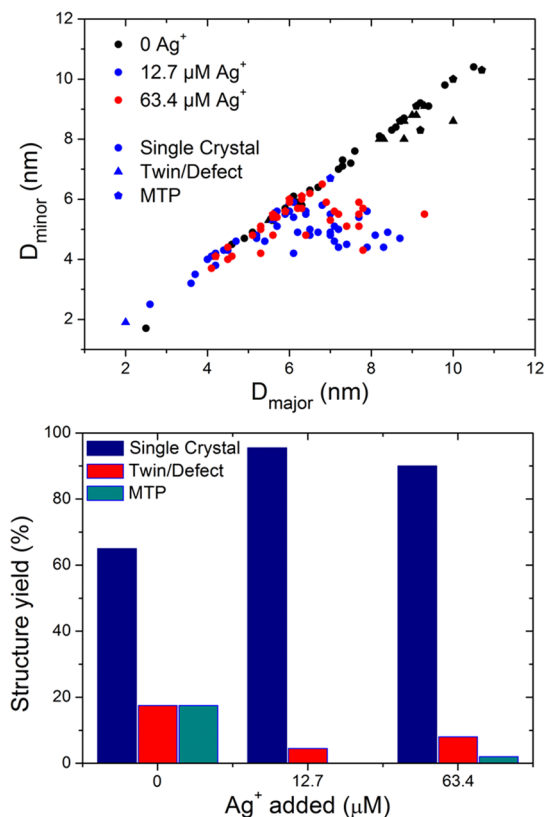 12
10
8
6
4
2
D_minor (nm)
0 Ag⁺
12.7 μM Ag⁺
63.4 μM Ag⁺
Single Crystal
Twin/Defect
MTP
2 4 6 8 10 12
D_major (nm)
100
80
60
40
20
0
Structure yield (%)
Single Crystal
Twin/Defect
MTP
0 12.7 63.4
Ag⁺ added (μM)